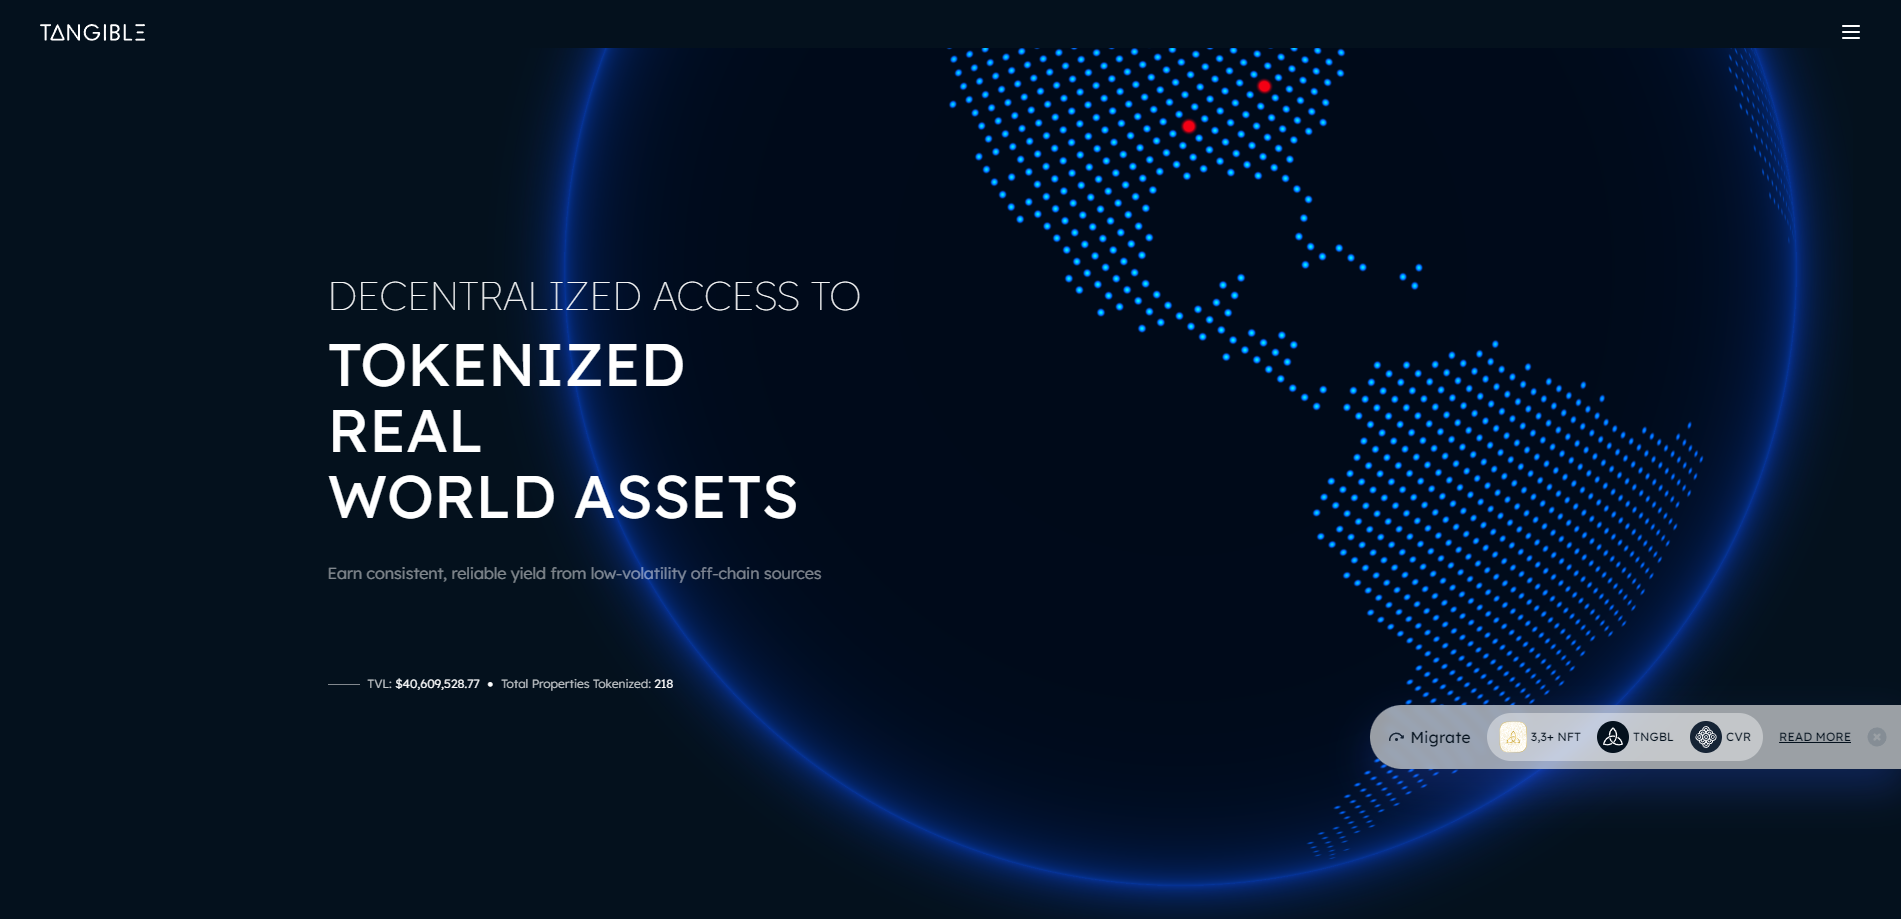 TANGIBLE
DECENTRALIZED ACCESS TO
TOKENIZED
REAL
WORLD ASSETS
Earn consistent, reliable yield from low-volatility off-chain sources
TVL: $40,609,528.77 • Total Properties Tokenized: 218
Migrate 3,3+ NFT TNGBL CVR READ MORE